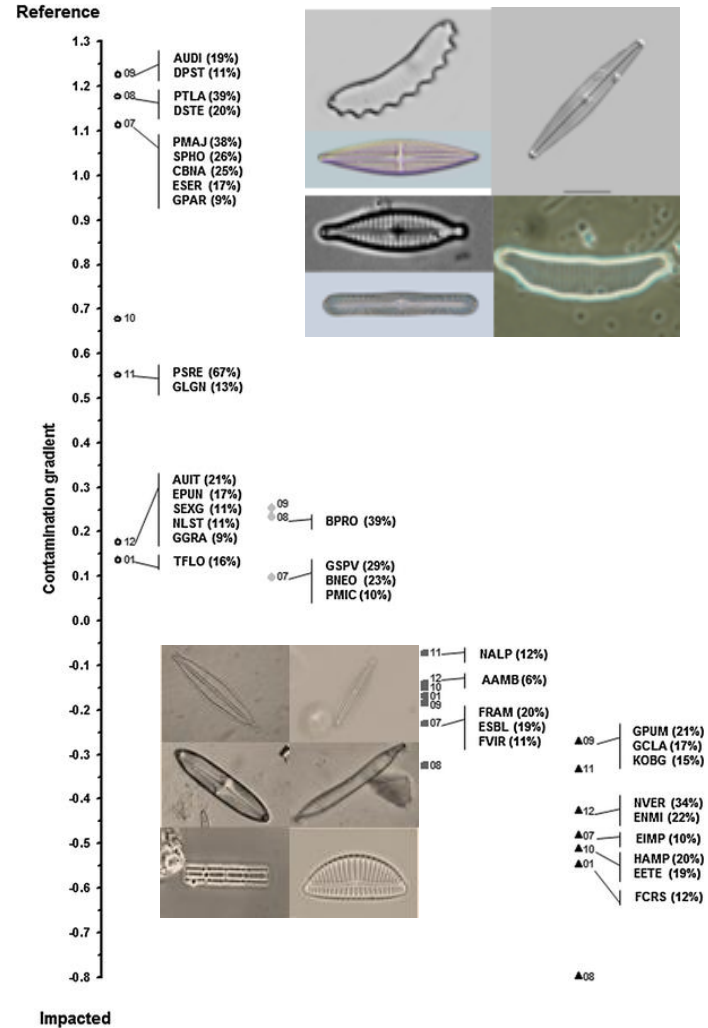 Reference
1.3
1.2
1.1
1.0
0.9
0.8
0.7
0.6
0.5
0.4
0.3
0.2
0.1
0.0
-0.1
-0.2
-0.3
-0.4
-0.5
-0.6
-0.7
-0.8
Contamination gradient
Impacted
09
AUDI (19%)
DPST (11%)
08
PTLA (39%)
DSTE (20%)
07
PMAJ (38%)
SPHO (26%)
CBNA (25%)
ESER (17%)
GPAR (9%)
10
11
PSRE (67%)
GLGN (13%)
12
AUIT (21%)
EPUN (17%)
SEXG (11%)
NLST (11%)
GGRA (9%)
01
TFLO (16%)
09
08
BPRO (39%)
07
GSPV (29%)
BNEO (23%)
PMIC (10%)
11
NALP (12%)
12
AAMB (6%)
10
01
09
07
FRAM (20%)
ESBL (19%)
FVIR (11%)
08
09
GPUM (21%)
GCLA (17%)
KOBG (15%)
11
12
NVER (34%)
ENMI (22%)
07
EIMP (10%)
10
HAMP (20%)
EETE (19%)
01
FCRS (12%)
08